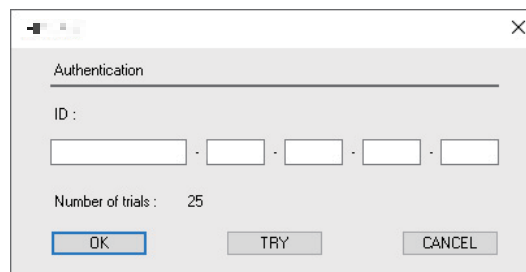 Authentication
ID :
- - - -
Number of trials : 25
OK TRY CANCEL